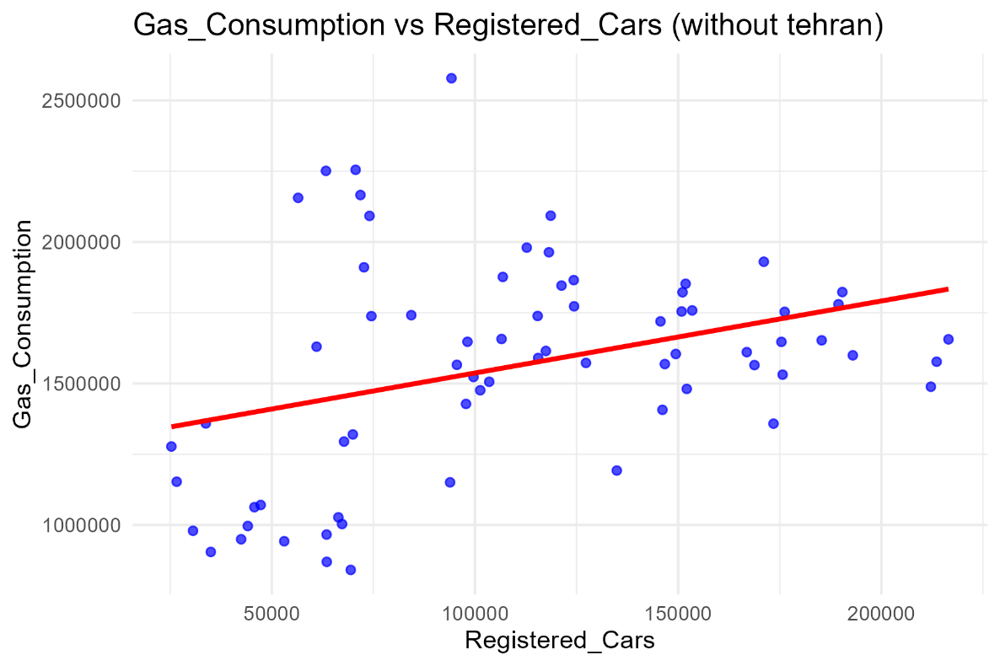 Gas_Consumption vs Registered_Cars (without tehran)
Gas_Consumption
2500000
2000000
1500000
1000000
50000 100000 150000 200000
Registered_Cars